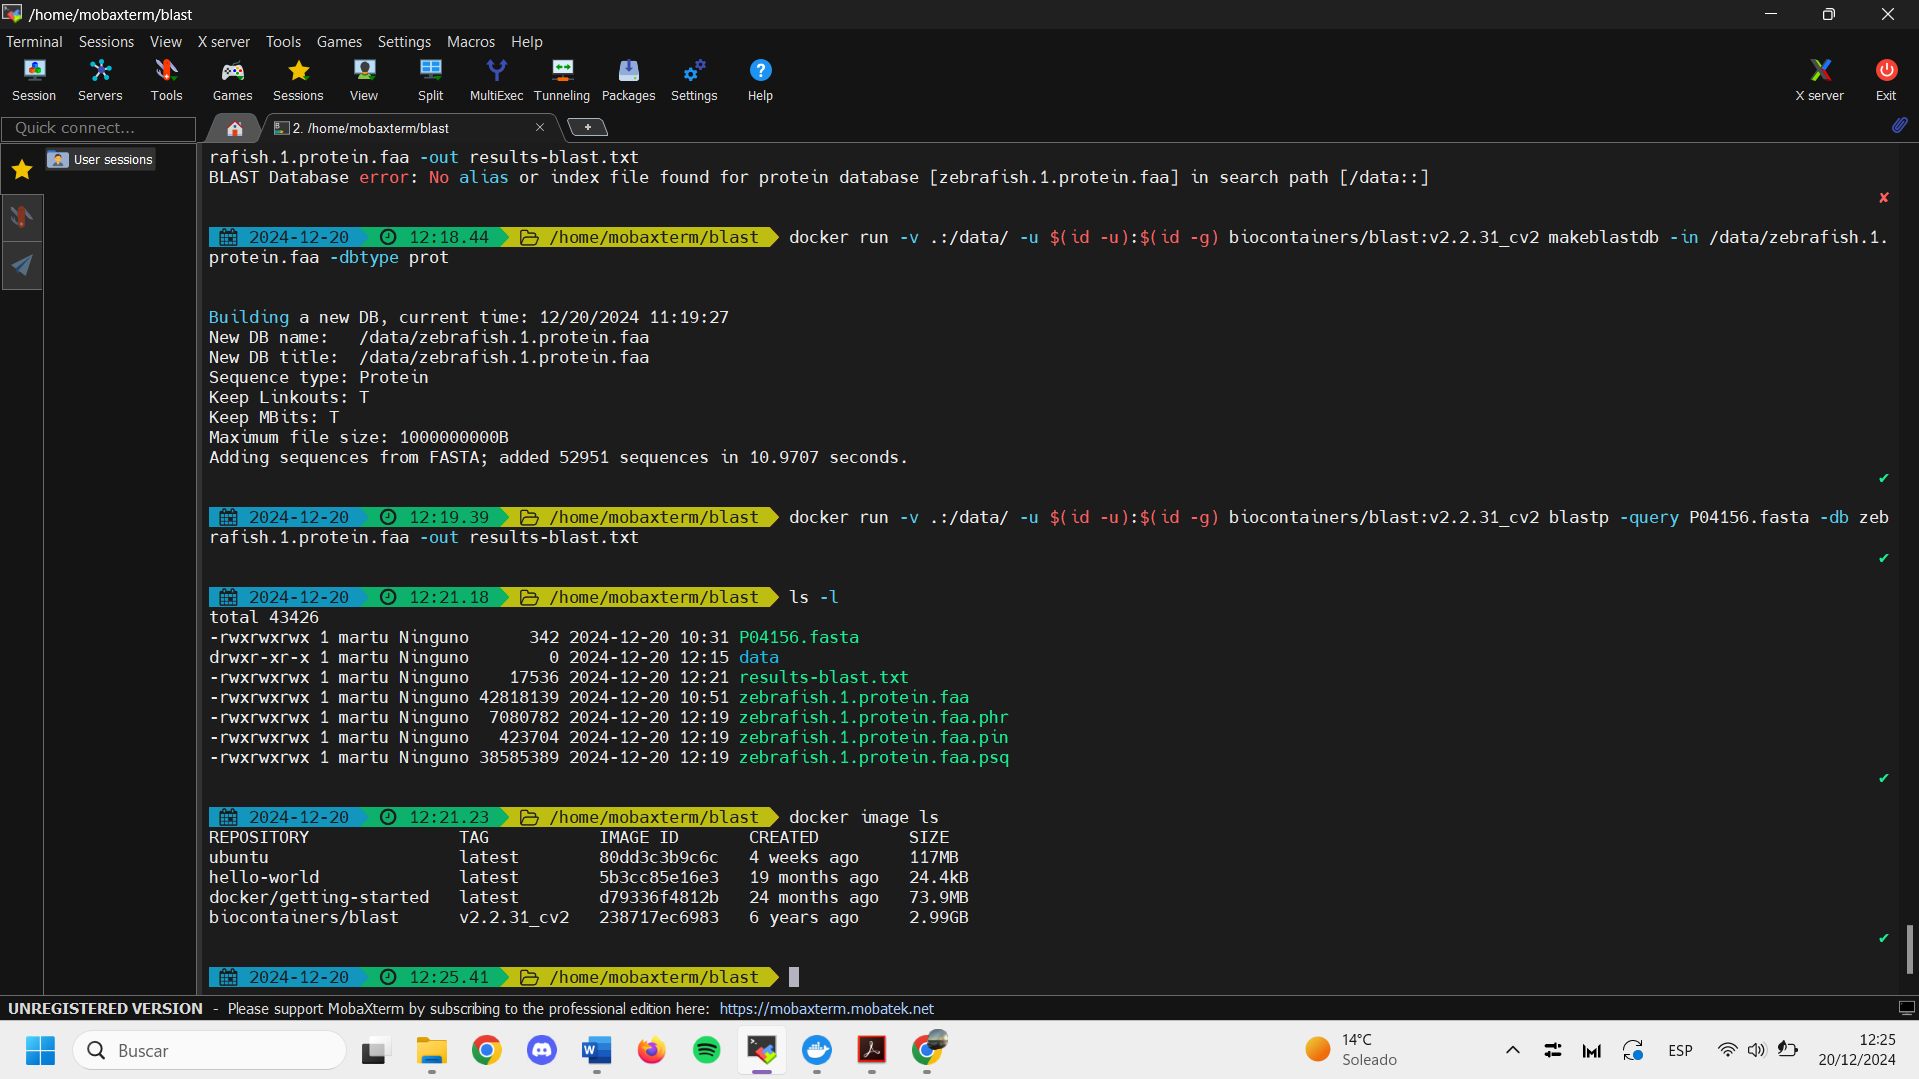 /home/mobaxterm/blast
Terminal Sessions View X server Tools Games Settings Macros Help
Session Servers Tools Games Sessions View Split MultiExec Tunneling Packages Settings Help X server Exit
Quick connect...
2. /home/mobaxterm/blast
User sessions
rafish.1.protein.faa -out results-blast.txt
BLAST Database error: No alias or index file found for protein database [zebrafish.1.protein.faa] in search path [/data::]
2024-12-20 12:18.44 /home/mobaxterm/blast docker run -v .:/data/ -u $(id -u):$(id -g) biocontainers/blast:v2.2.31_cv2 makeblastdb -in /data/zebrafish.1.
protein.faa -dbtype prot
Building a new DB, current time: 12/20/2024 11:19:27
New DB name:   /data/zebrafish.1.protein.faa
New DB title:  /data/zebrafish.1.protein.faa
Sequence type: Protein
Keep Linkouts: T
Keep MBits: T
Maximum file size: 1000000000B
Adding sequences from FASTA; added 52951 sequences in 10.9707 seconds.
2024-12-20 12:19.39 /home/mobaxterm/blast docker run -v .:/data/ -u $(id -u):$(id -g) biocontainers/blast:v2.2.31_cv2 blastp -query P04156.fasta -db zeb
rafish.1.protein.faa -out results-blast.txt
2024-12-20 12:21.18 /home/mobaxterm/blast ls -l
total 43426
-rwxrwxrwx 1 martu Ninguno      342 2024-12-20 10:31 P04156.fasta
drwxr-xr-x 1 martu Ninguno        0 2024-12-20 12:15 data
-rwxrwxrwx 1 martu Ninguno    17536 2024-12-20 12:21 results-blast.txt
-rwxrwxrwx 1 martu Ninguno 42818139 2024-12-20 10:51 zebrafish.1.protein.faa
-rwxrwxrwx 1 martu Ninguno  7080782 2024-12-20 12:19 zebrafish.1.protein.faa.phr
-rwxrwxrwx 1 martu Ninguno   423704 2024-12-20 12:19 zebrafish.1.protein.faa.pin
-rwxrwxrwx 1 martu Ninguno 38585389 2024-12-20 12:19 zebrafish.1.protein.faa.psq
2024-12-20 12:21.23 /home/mobaxterm/blast docker image ls
REPOSITORY               TAG           IMAGE ID       CREATED         SIZE
ubuntu                   latest        80dd3c3b9c6c   4 weeks ago     117MB
hello-world              latest        5b3cc85e16e3   19 months ago   24.4kB
docker/getting-started   latest        d79336f4812b   24 months ago   73.9MB
biocontainers/blast      v2.2.31_cv2   238717ec6983   6 years ago     2.99GB
2024-12-20 12:25.41 /home/mobaxterm/blast
UNREGISTERED VERSION - Please support MobaXterm by subscribing to the professional edition here: https://mobaxterm.mobatek.net
Buscar
14°C
Soleado
ESP
12:25
20/12/2024